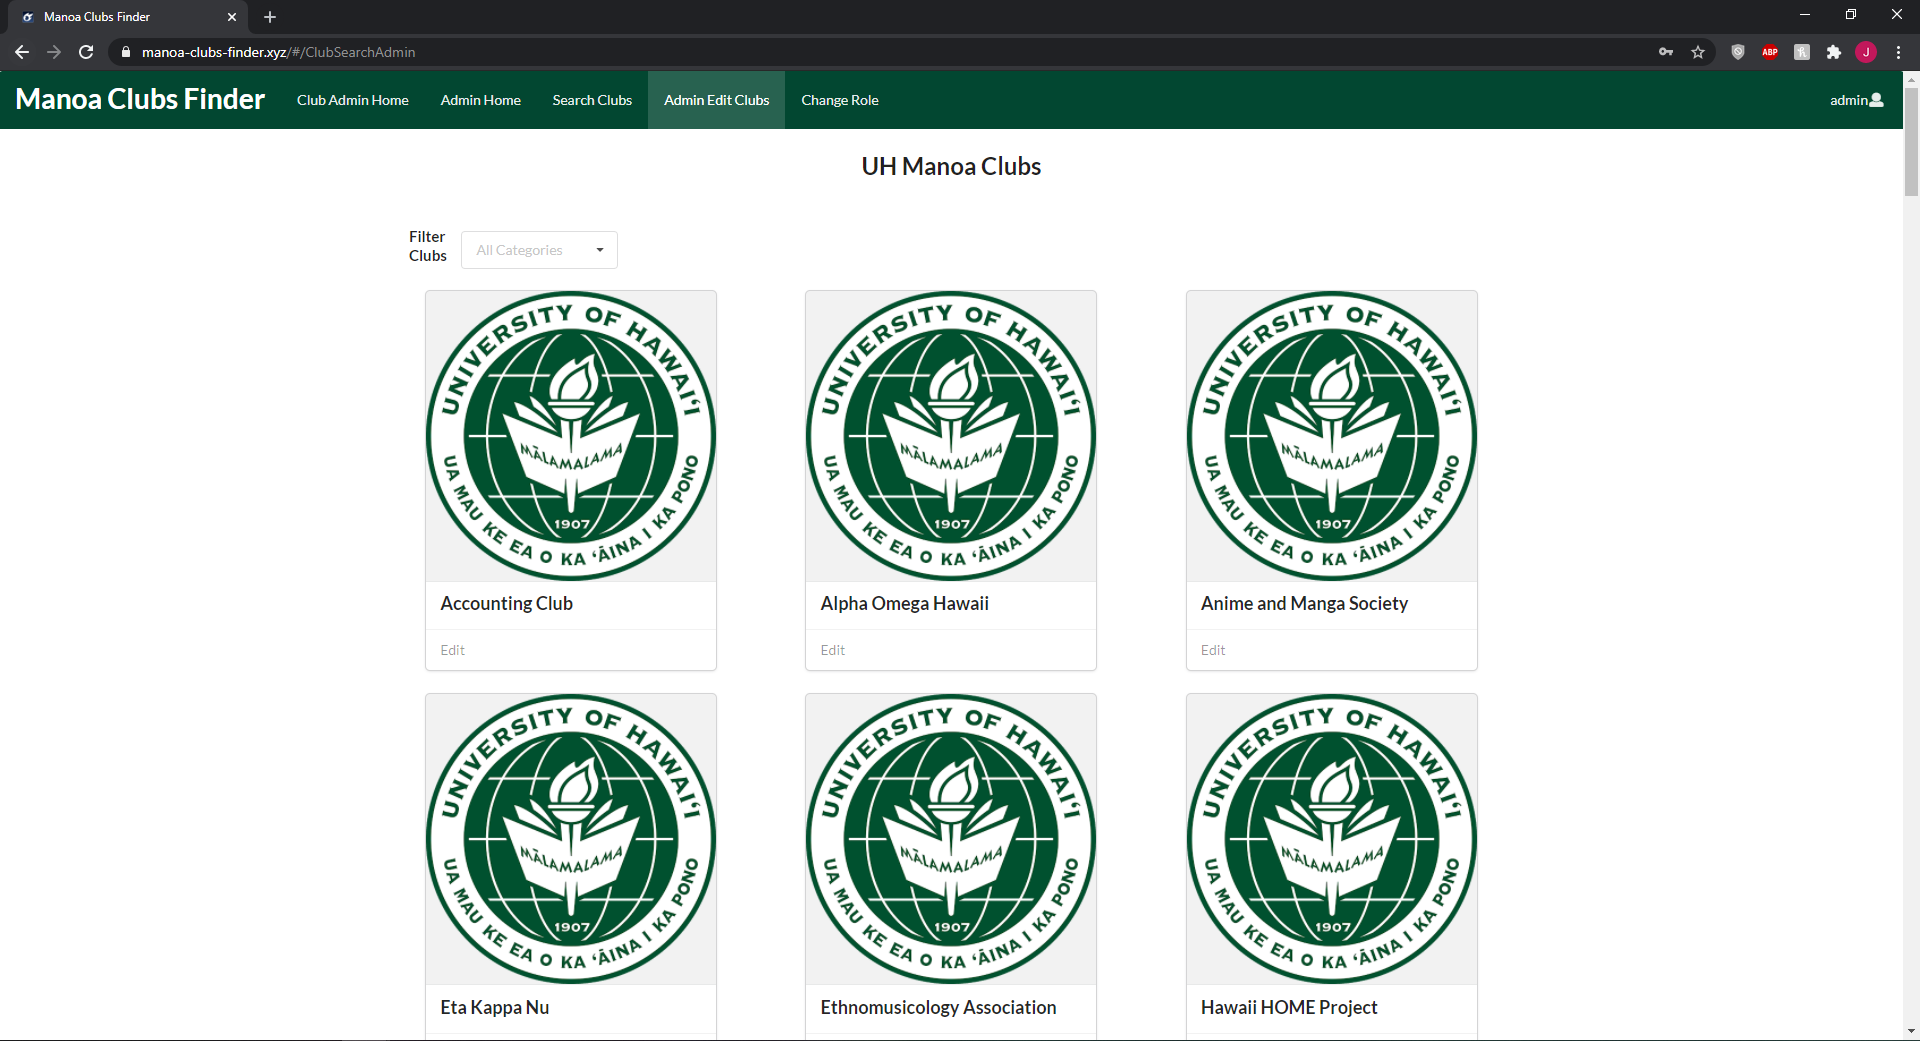 Manoa Clubs Finder
manoa-clubs-finder.xyz/#/ClubSearchAdmin
ABP
J
Manoa Clubs Finder
Club Admin Home
Admin Home
Search Clubs
Admin Edit Clubs
Change Role
admin
UH Manoa Clubs
Filter
Clubs
All Categories
UNIVERSITY OF HAWAIʻI
MĀLAMALAMA
1907
UA MAU KE EA O KA ʻĀINA I KA PONO
UNIVERSITY OF HAWAIʻI
MĀLAMALAMA
1907
UA MAU KE EA O KA ʻĀINA I KA PONO
UNIVERSITY OF HAWAIʻI
MĀLAMALAMA
1907
UA MAU KE EA O KA ʻĀINA I KA PONO
Accounting Club
Alpha Omega Hawaii
Anime and Manga Society
Edit
Edit
Edit
UNIVERSITY OF HAWAIʻI
MĀLAMALAMA
1907
UA MAU KE EA O KA ʻĀINA I KA PONO
UNIVERSITY OF HAWAIʻI
MĀLAMALAMA
1907
UA MAU KE EA O KA ʻĀINA I KA PONO
UNIVERSITY OF HAWAIʻI
MĀLAMALAMA
1907
UA MAU KE EA O KA ʻĀINA I KA PONO
Eta Kappa Nu
Ethnomusicology Association
Hawaii HOME Project